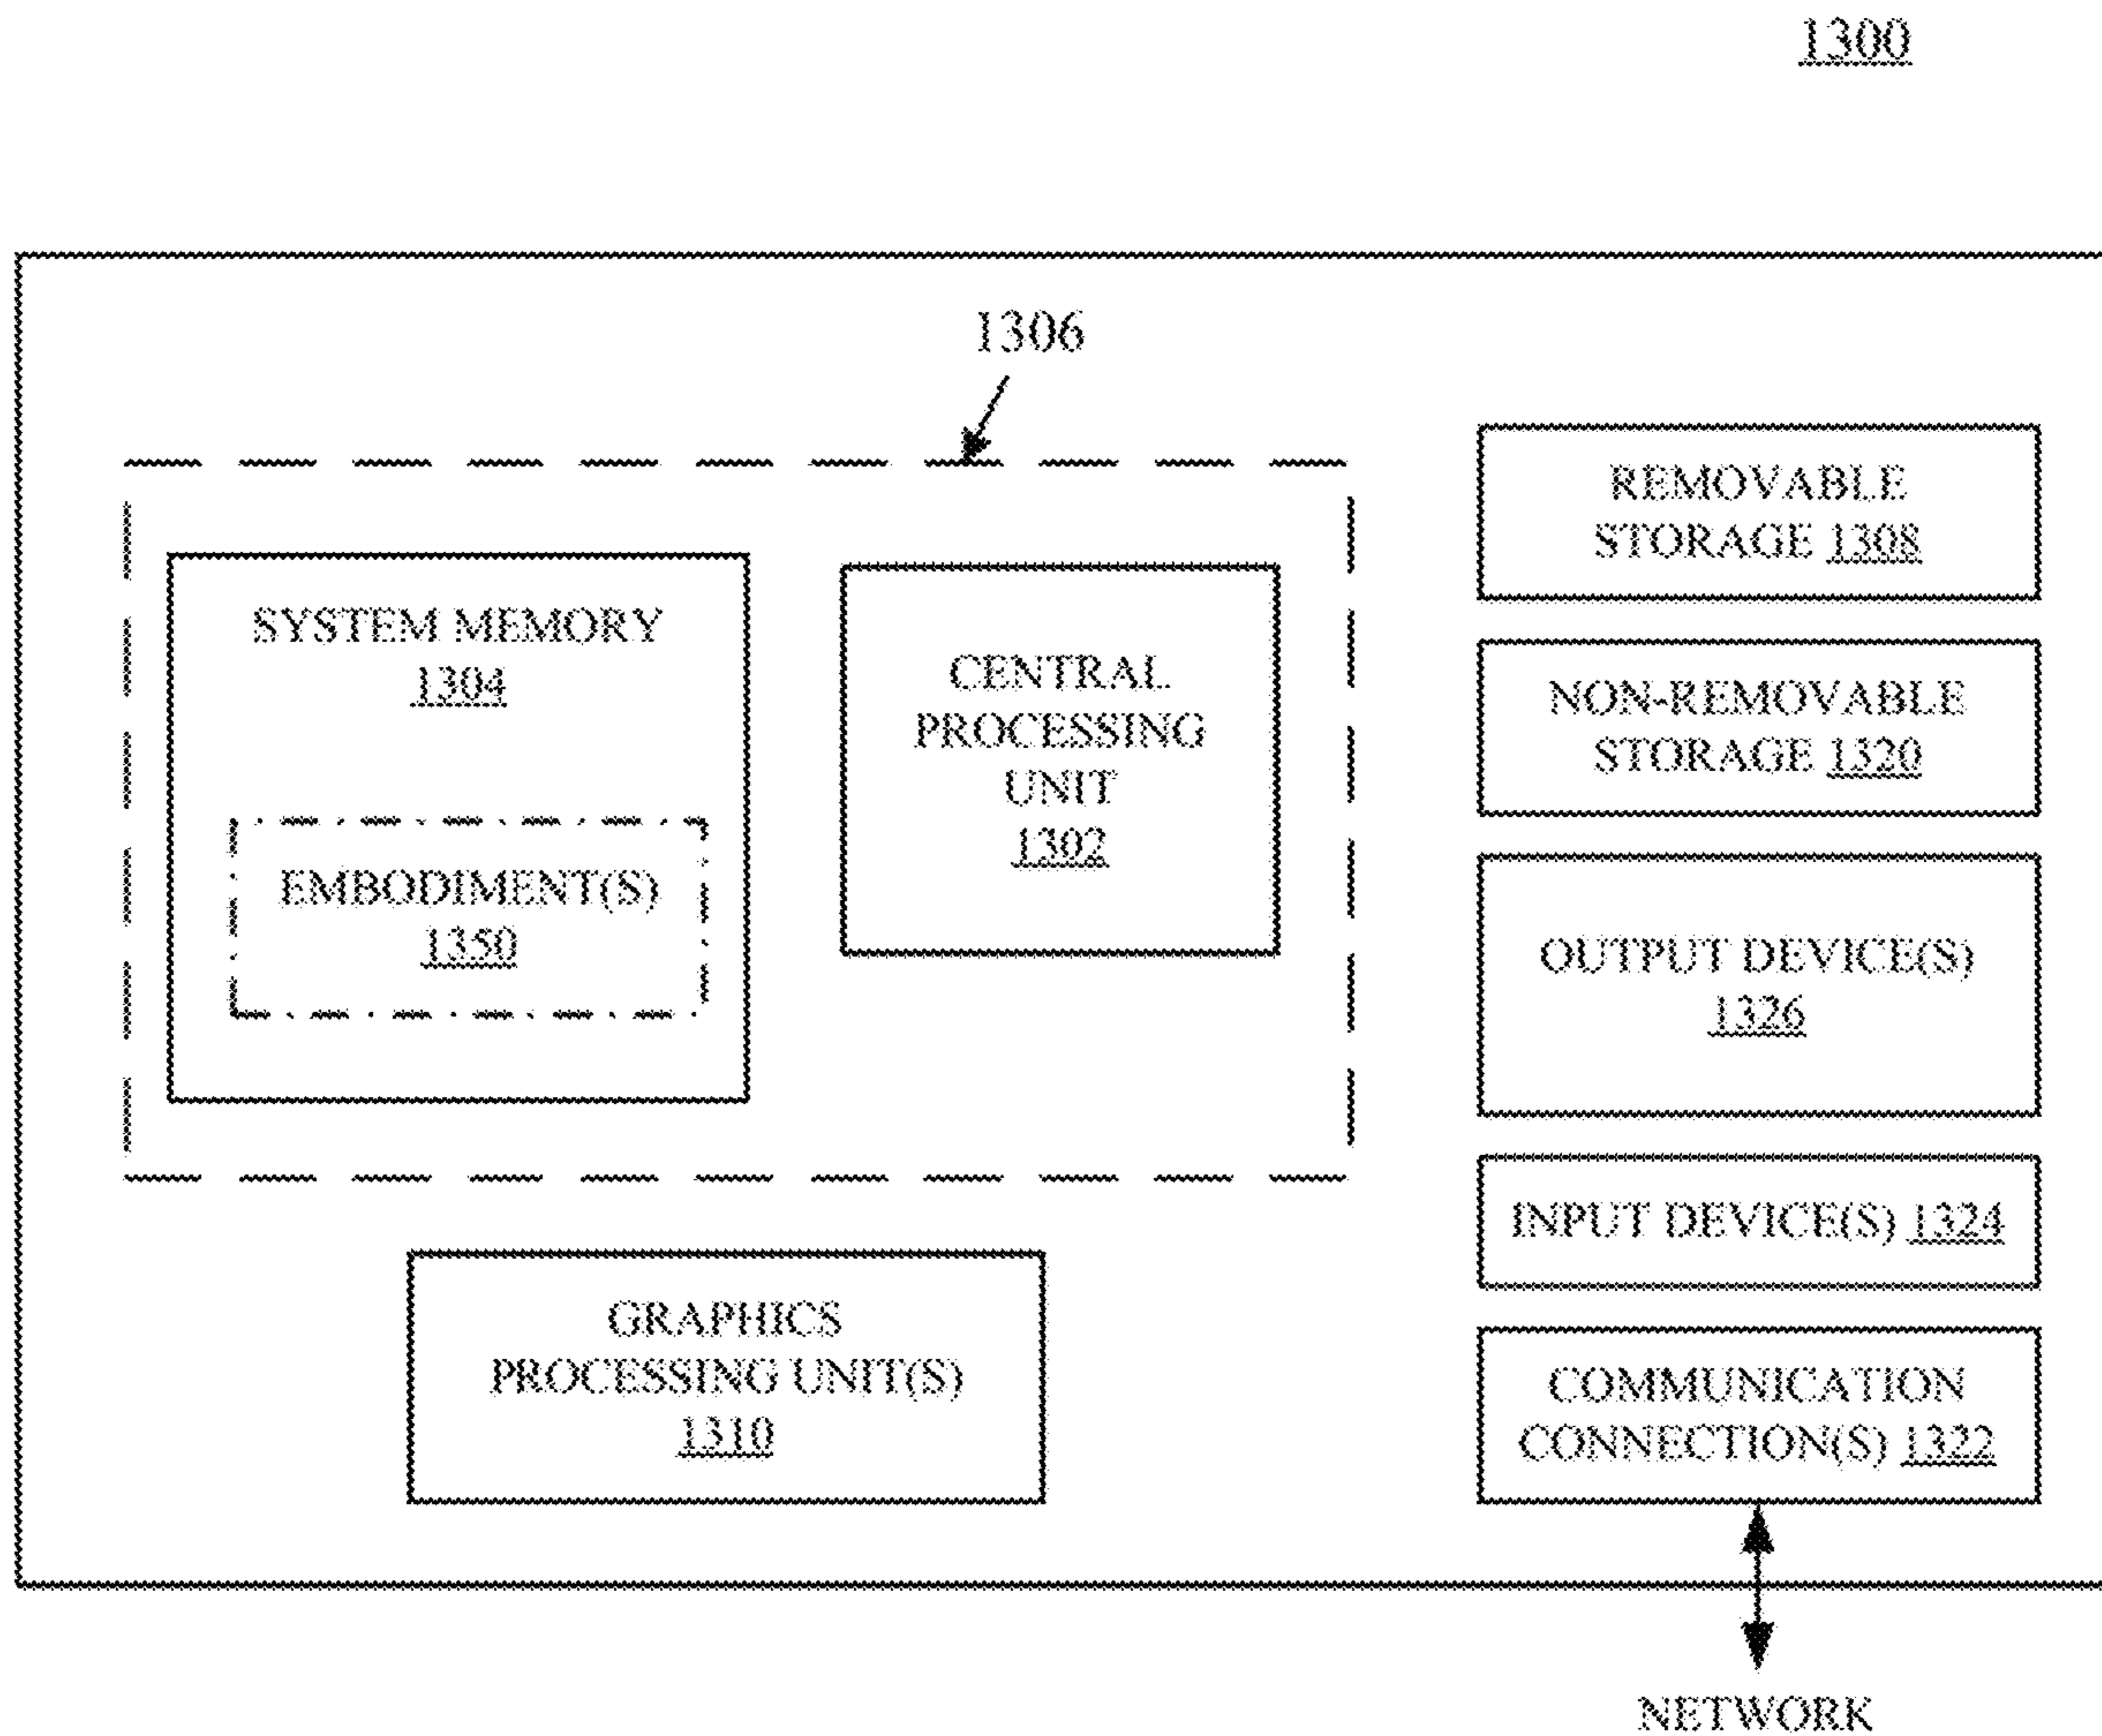 1300
1306
SYSTEM MEMORY
1304
EMBODIMENT(S)
1350
CENTRAL
PROCESSING
UNIT
1302
GRAPHICS
PROCESSING UNIT(S)
1310
REMOVABLE
STORAGE 1308
NON-REMOVABLE
STORAGE 1320
OUTPUT DEVICE(S)
1326
INPUT DEVICE(S) 1324
COMMUNICATION
CONNECTION(S) 1322
NETWORK